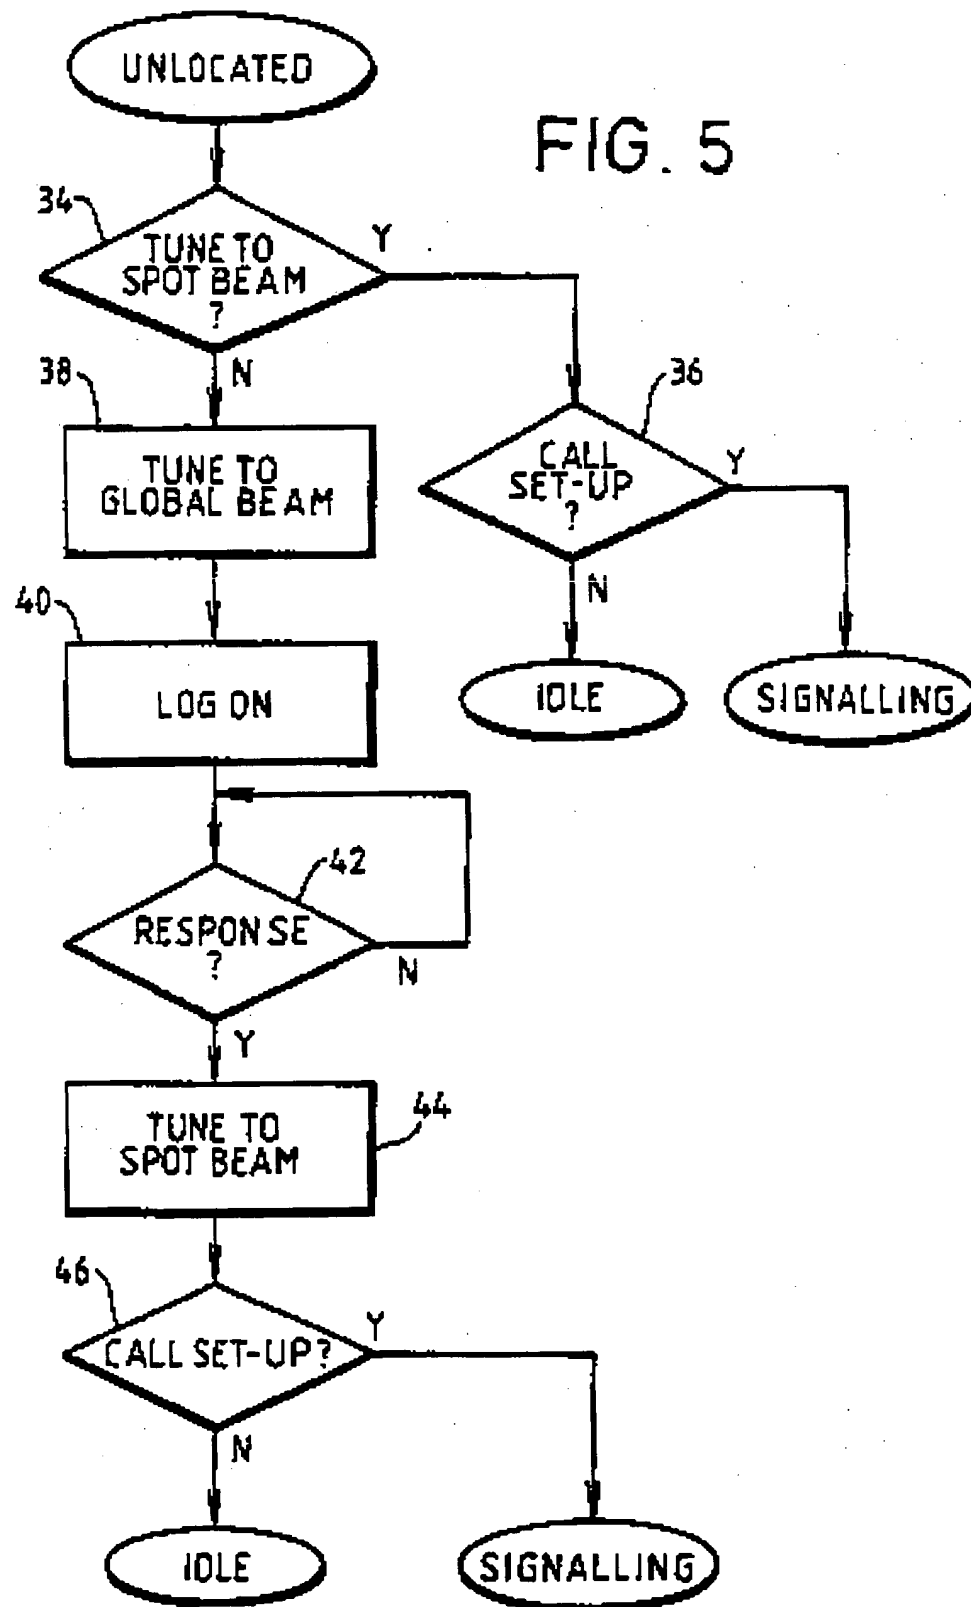 UNLOCATED
FIG. 5
34
TUNE TO
SPOT BEAM
?
Y
N
38
TUNE TO
GLOBAL BEAM
36
CALL
SET-UP
?
Y
N
40
LOG ON
IDLE
SIGNALLING
42
RESPONSE
?
N
Y
44
TUNE TO
SPOT BEAM
46
CALL SET-UP?
Y
N
IDLE
SIGNALLING